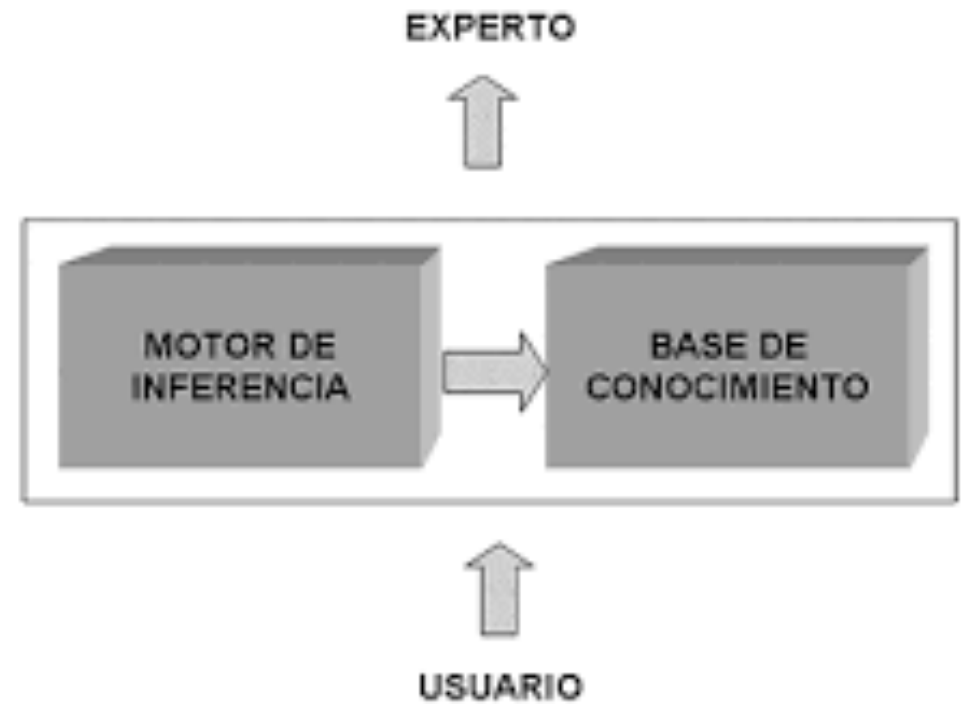 EXPERTO
MOTOR DE
INFERENCIA
BASE DE
CONOCIMIENTO
USUARIO